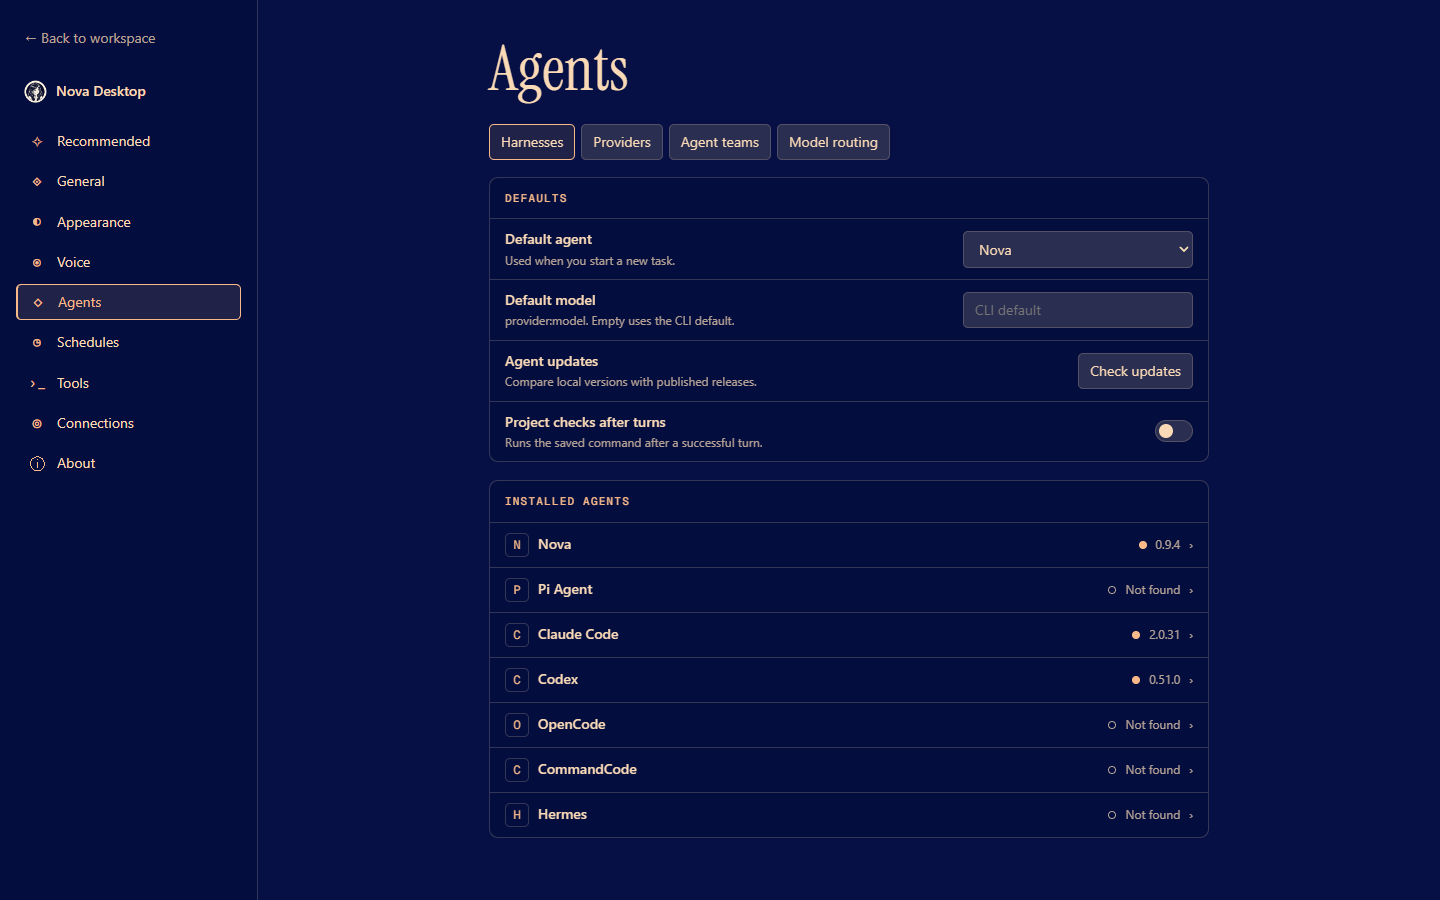 ← Back to workspace
Nova Desktop
Recommended
General
Appearance
Voice
Agents
Schedules
Tools
Connections
About
Agents
Harnesses
Providers
Agent teams
Model routing
DEFAULTS
Default agent
Used when you start a new task.
Nova
Default model
provider:model. Empty uses the CLI default.
CLI default
Agent updates
Compare local versions with published releases.
Check updates
Project checks after turns
Runs the saved command after a successful turn.
INSTALLED AGENTS
N Nova 0.9.4 ›
P Pi Agent Not found ›
C Claude Code 2.0.31 ›
C Codex 0.51.0 ›
O OpenCode Not found ›
C CommandCode Not found ›
H Hermes Not found ›